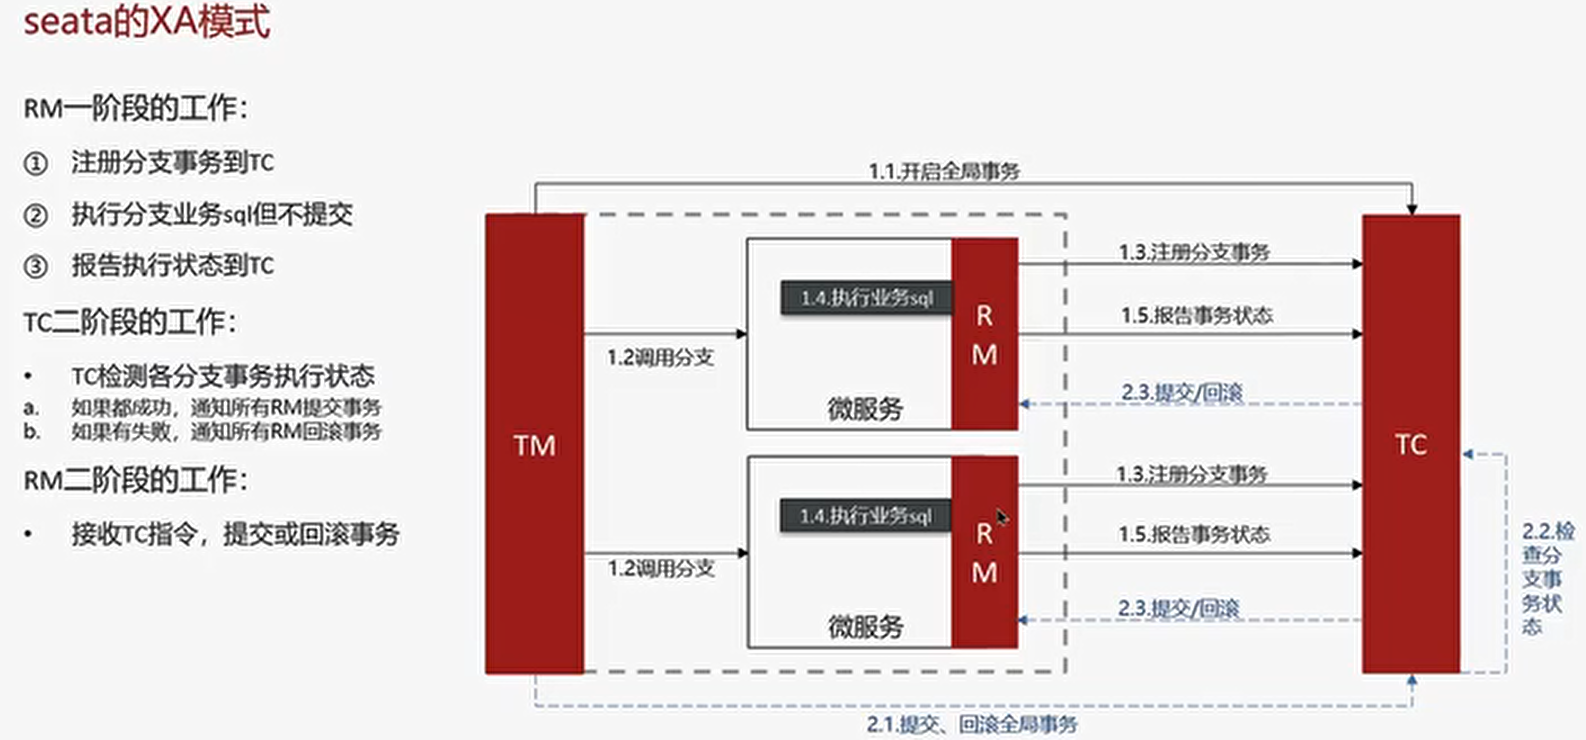 seata的XA模式
RM一阶段的工作：
① 注册分支事务到TC
② 执行分支业务sql但不提交
③ 报告执行状态到TC
TC二阶段的工作：
• TC检测各分支事务执行状态
a. 如果都成功，通知所有RM提交事务
b. 如果有失败，通知所有RM回滚事务
RM二阶段的工作：
• 接收TC指令，提交或回滚事务
1.1.开启全局事务
TM
1.2调用分支
1.4.执行业务sql
微服务
R
M
1.3.注册分支事务
1.5.报告事务状态
2.3.提交/回滚
1.2调用分支
1.4.执行业务sql
微服务
R
M
1.3.注册分支事务
1.5.报告事务状态
2.3.提交/回滚
TC
2.2.检
查分
支事
务状
态
2.1.提交、回滚全局事务